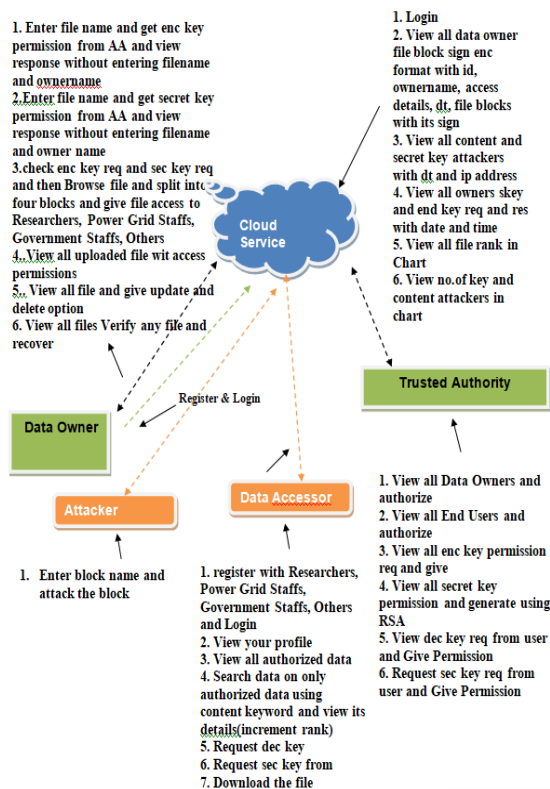 1. Enter file name and get enc key
permission from AA and view
response without entering filename
and ownername
2.Enter file name and get secret key
permission from AA and view
response without entering filename
and owner name
3.check enc key req and sec key req
and then Browse file and split into
four blocks and give file access to
Researchers, Power Grid Staffs,
Government Staffs, Others
4..View all uploaded file wit access
permissions
5.. View all file and give update and
delete option
6. View all files Verify any file and
recover
1. Login
2. View all data owner
file block sign enc
format with id,
ownername, access
details, dt, file blocks
with its sign
3. View all content and
secret key attackers
with dt and ip address
4. View all owners skey
and end key req and res
with date and time
5. View all file rank in
Chart
6. View no.of key and
content attackers in
chart
Cloud
Service
Register & Login
Data Owner
Trusted Authority
Attacker
Data Accessor
1. Enter block name and
attack the block
1. register with Researchers,
Power Grid Staffs,
Government Staffs, Others
and Login
2. View your profile
3. View all authorized data
4. Search data on only
authorized data using
content keyword and view its
details(increment rank)
5. Request dec key
6. Request sec key from
7. Download the file
1. View all Data Owners and
authorize
2. View all End Users and
authorize
3. View all enc key permission
req and give
4. View all secret key
permission and generate using
RSA
5. View dec key req from user
and Give Permission
6. Request sec key req from
user and Give Permission